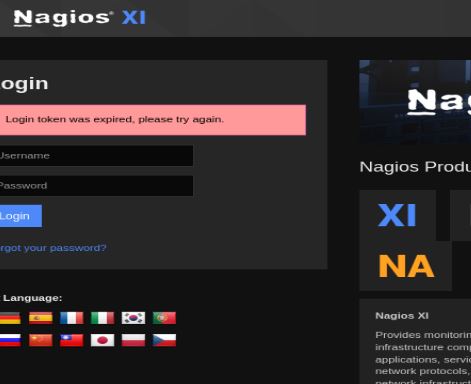 Nagios® XI
ogin
Login token was expired, please try again.
Username
Password
Login
rgot your password?
Language:
Na
Nagios Produ
XI
NA
Nagios XI
Provides monitorin
infrastructure comp
applications, servic
network protocols,
network infrastruct